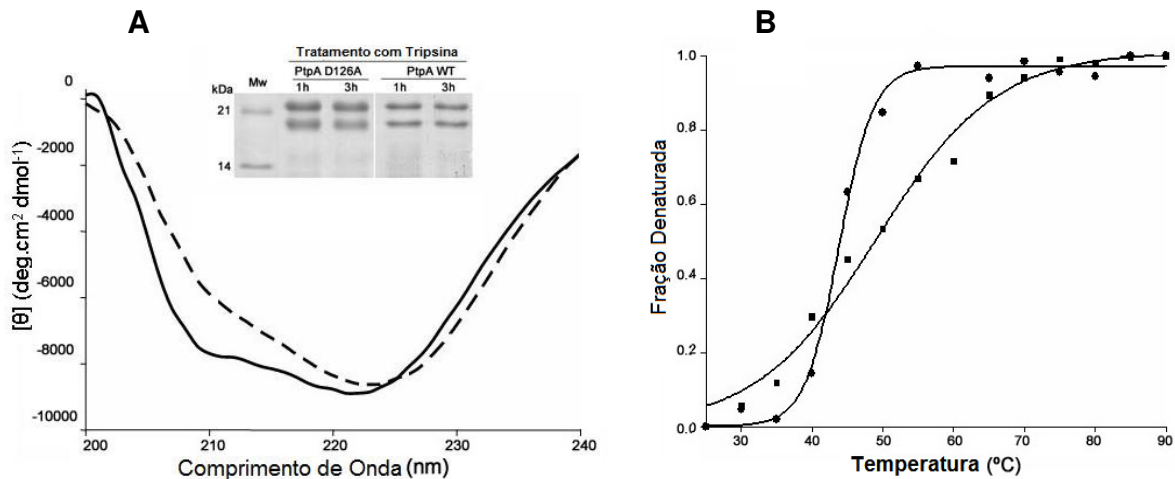 A
Tratamento com Tripsina
PtpA D126A PtpA WT
Mw 1h 3h 1h 3h
kDa
21
14
0
-2000
-4000
-6000
-8000
-10000
[θ] (deg.cm² dmol⁻¹)
200 210 220 230 240
Comprimento de Onda (nm)
B
1.0
0.8
0.6
0.4
0.2
0.0
Fração Denaturada
30 40 50 60 70 80 90
Temperatura (ºC)